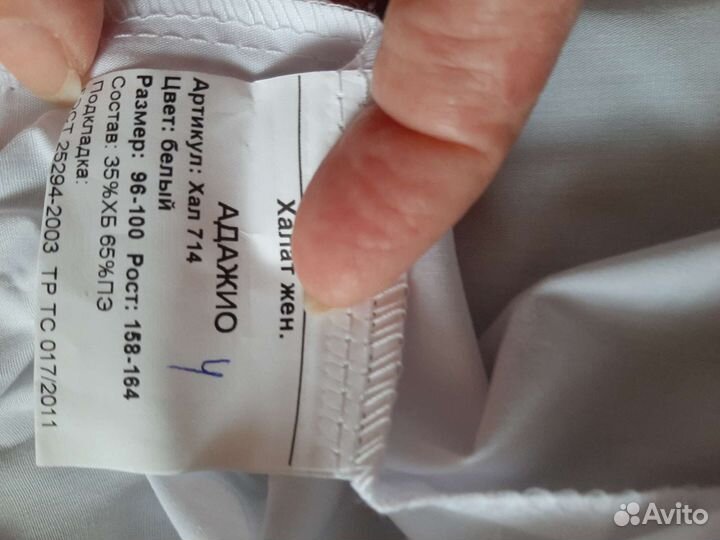 Халат жен.
АДАЖИО
Артикул: Хал 714
Цвет: белый
Размер: 96-100 Рост: 158-164
Состав: 35%ХБ 65%ПЭ
Подкладка:
25294-2003 ТР ТС 017/2011
Avito